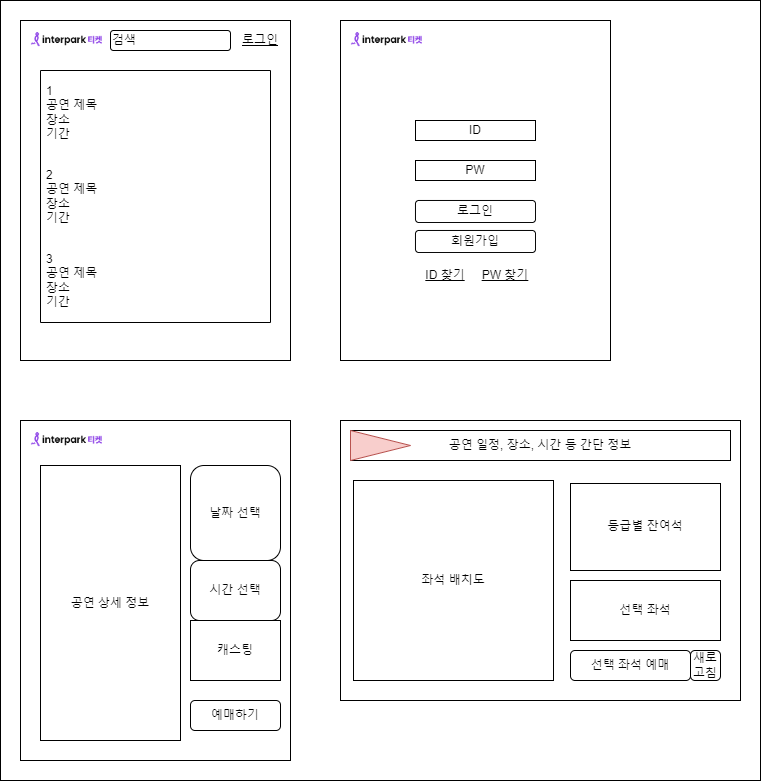 interpark 티켓
검색
로그인
1
공연 제목
장소
기간
2
공연 제목
장소
기간
3
공연 제목
장소
기간
interpark 티켓
ID
PW
로그인
회원가입
ID 찾기 PW 찾기
interpark 티켓
공연 상세 정보
날짜 선택
시간 선택
캐스팅
예매하기
공연 일정, 장소, 시간 등 간단 정보
좌석 배치도
등급별 잔여석
선택 좌석
선택 좌석 예매
새로
고침